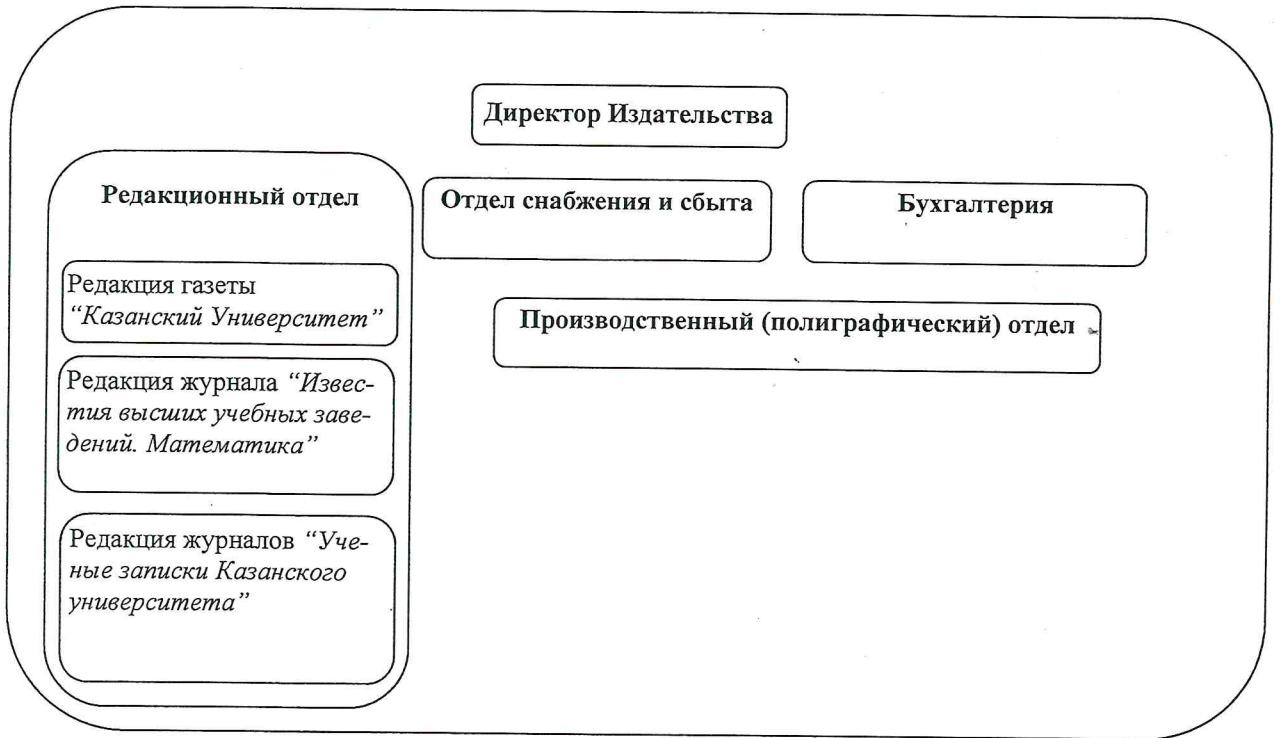 Директор Издательства
Редакционный отдел
Отдел снабжения и сбыта
Бухгалтерия
Редакция газеты
“Казанский Университет”
Производственный (полиграфический) отдел
Редакция журнала “Извес-
тия высших учебных заве-
дений. Математика”
Редакция журналов “Уче-
ные записки Казанского
университета”